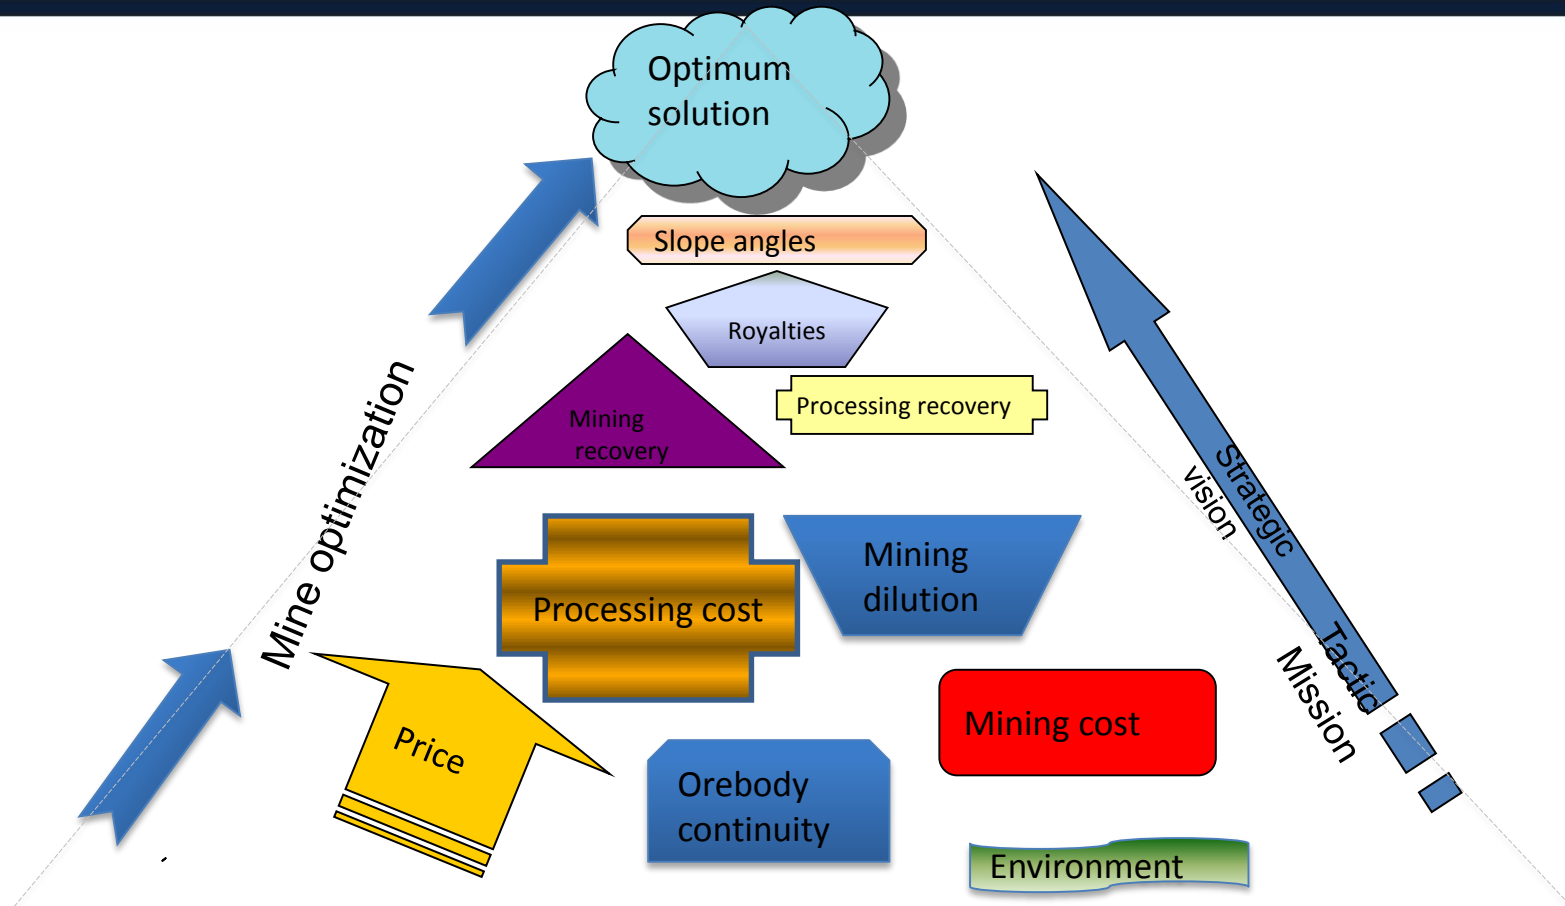 Optimum
solution
Slope angles
Royalties
Mining
recovery
Processing recovery
Mine optimization
Strategic
vision
Processing cost
Mining
dilution
Tactic
Mission
Price
Mining cost
Orebody
continuity
Environment